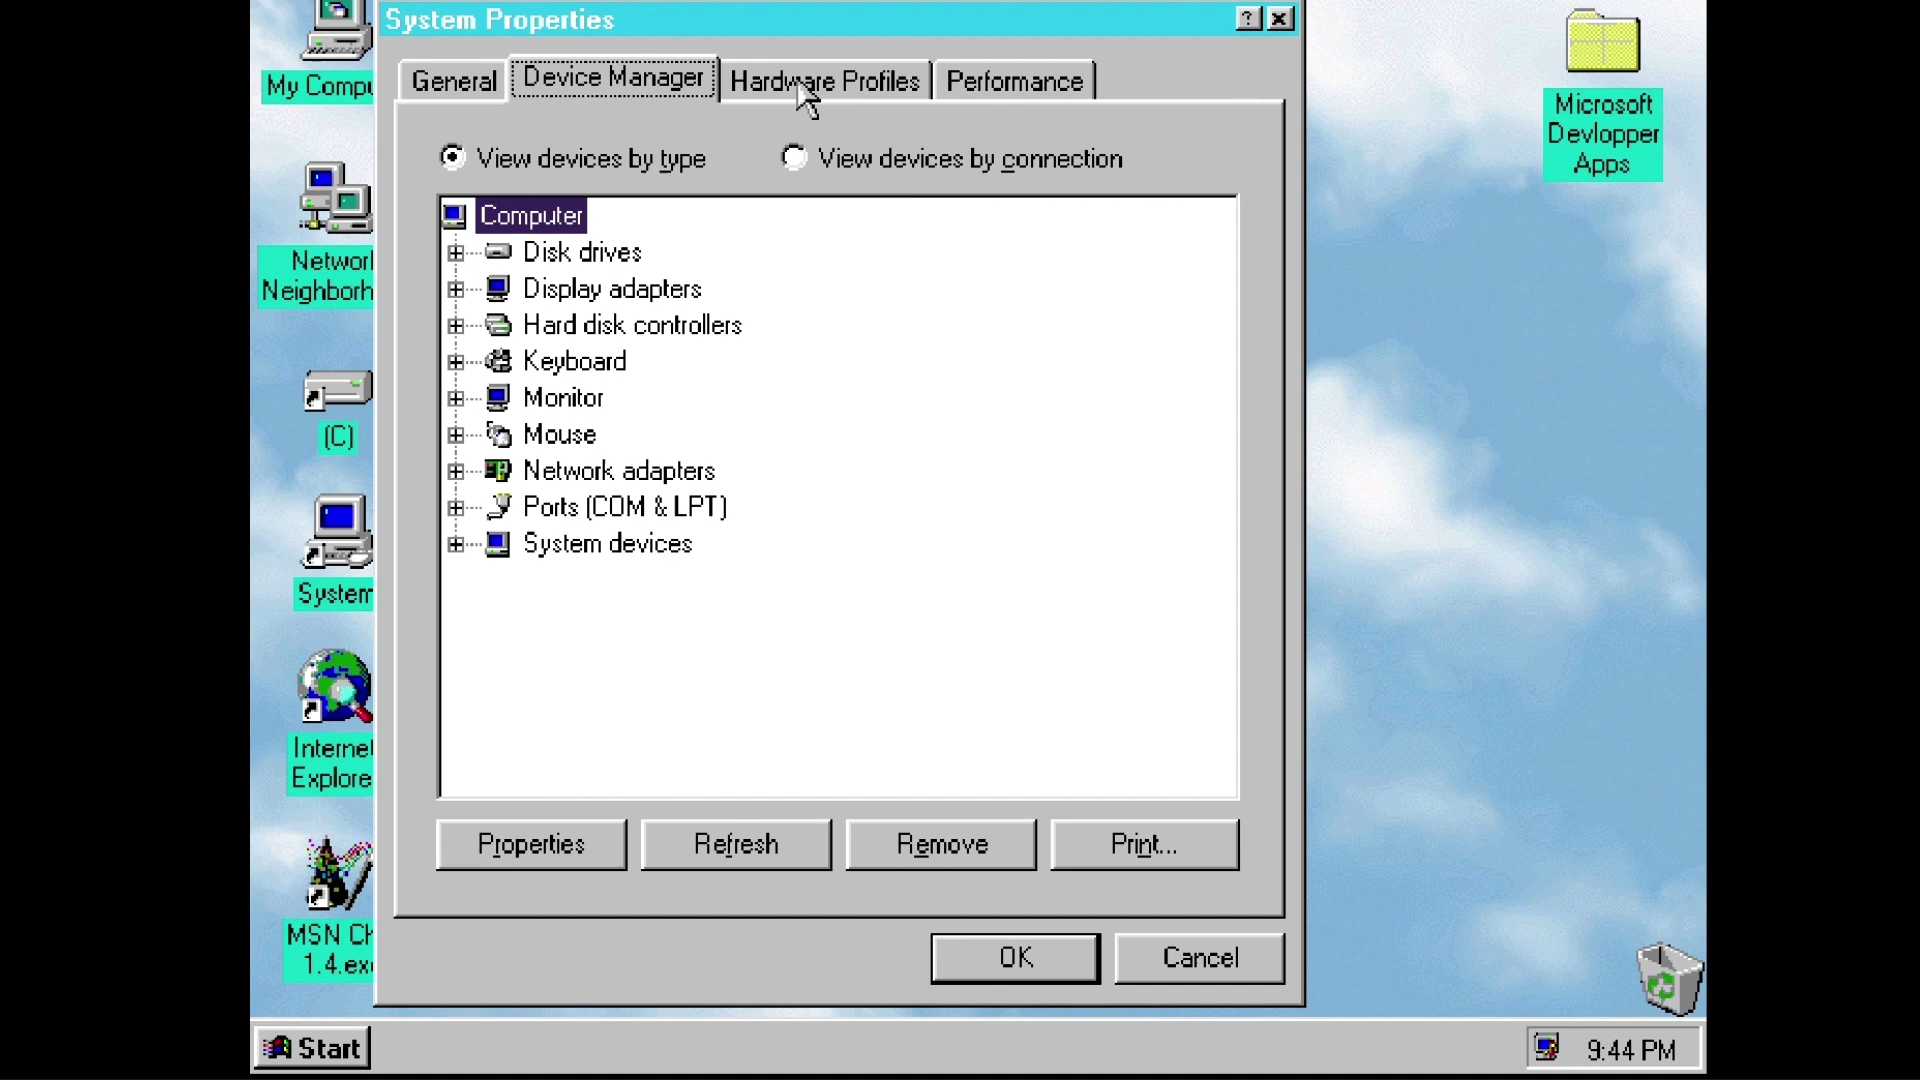 System Properties
General
Device Manager
Hardware Profiles
Performance
View devices by type
View devices by connection
Computer
Disk drives
Display adapters
Hard disk controllers
Keyboard
Monitor
Mouse
Network adapters
Ports (COM & LPT)
System devices
Properties
Refresh
Remove
Print...
OK
Cancel
My Compu
Networ
Neighborh
(C)
System
Internet
Explore
MSN Ch
1.4.exe
Microsoft
Devlopper
Apps
Start
9:44 PM